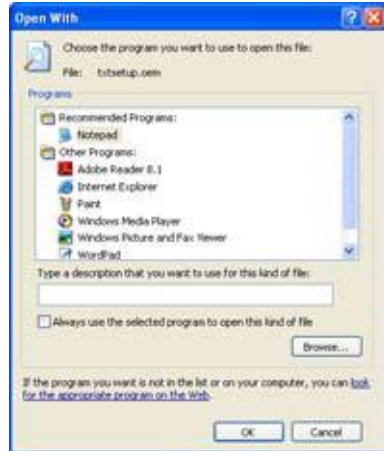 Open With
Choose the program you want to use to open this file:
File: txtsetup.oem
Programs
Recommended Programs:
Notepad
Other Programs:
Adobe Reader 8.1
Internet Explorer
Paint
Windows Media Player
Windows Picture and Fax Viewer
WordPad
Type a description that you want to use for this kind of file:
Always use the selected program to open this kind of file
Browse...
If the program you want is not in the list or on your computer, you can look
for the appropriate program on the Web.
OK Cancel